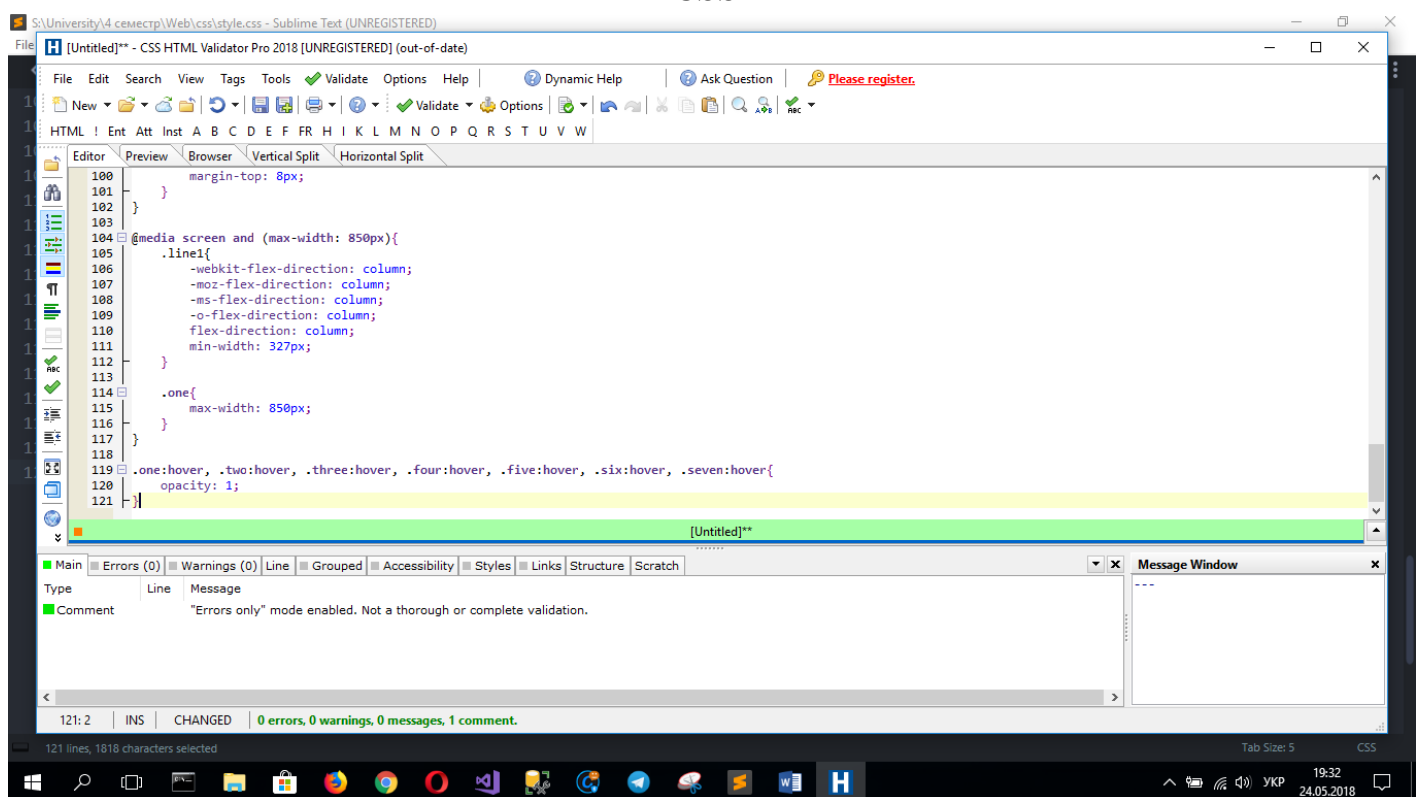 S:\University\4 семестр\Web\css\style.css - Sublime Text (UNREGISTERED)
File
[Untitled]** - CSS HTML Validator Pro 2018 [UNREGISTERED] (out-of-date)
File Edit Search View Tags Tools Validate Options Help Dynamic Help Ask Question Please register.
New Validate Options
HTML ! Ent Att Inst A B C D E F FR H I K L M N O P Q R S T U V W
Editor Preview Browser Vertical Split Horizontal Split
100 margin-top: 8px;
101 }
102 }
103
104 @media screen and (max-width: 850px){
105 .line1{
106 -webkit-flex-direction: column;
107 -moz-flex-direction: column;
108 -ms-flex-direction: column;
109 -o-flex-direction: column;
110 flex-direction: column;
111 min-width: 327px;
112 }
113
114 .one{
115 max-width: 850px;
116 }
117 }
118
119 .one:hover, .two:hover, .three:hover, .four:hover, .five:hover, .six:hover, .seven:hover{
120 opacity: 1;
121 }
[Untitled]**
Main Errors (0) Warnings (0) Line Grouped Accessibility Styles Links Structure Scratch
Message Window
Type Line Message
---
Comment "Errors only" mode enabled. Not a thorough or complete validation.
121: 2 INS CHANGED 0 errors, 0 warnings, 0 messages, 1 comment.
121 lines, 1818 characters selected Tab Size: 5 CSS
УКР 19:32
24.05.2018